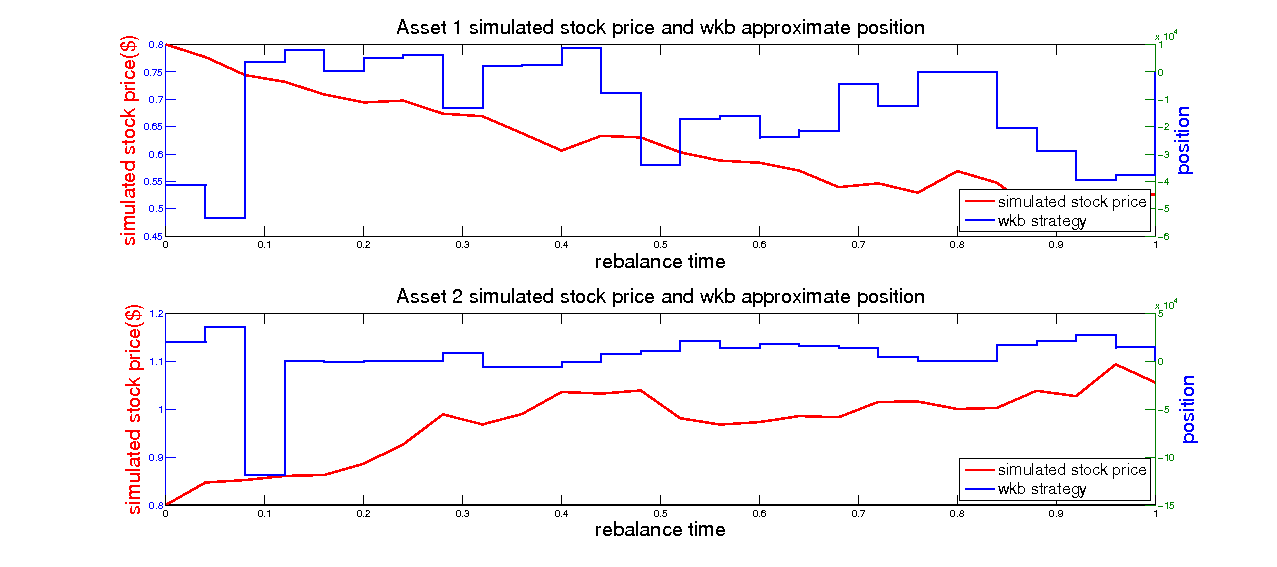 Asset 1 simulated stock price and wkb approximate position
x 10^4
simulated stock price($)
0.8
0.75
0.7
0.65
0.6
0.55
0.5
0.45
1
0
-1
-2
-3
-4
-5
-6
position
simulated stock price
wkb strategy
0 0.1 0.2 0.3 0.4 0.5 0.6 0.7 0.8 0.9 1
rebalance time
Asset 2 simulated stock price and wkb approximate position
x 10^4
simulated stock price($)
1.2
1.1
1
0.9
0.8
5
0
-5
-10
-15
position
simulated stock price
wkb strategy
0 0.1 0.2 0.3 0.4 0.5 0.6 0.7 0.8 0.9 1
rebalance time